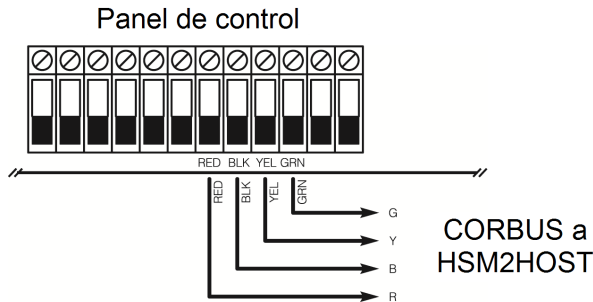 Panel de control
RED BLK YEL GRN
RED
BLK
YEL
GRN
G
Y
B
R
CORBUS a
HSM2HOST